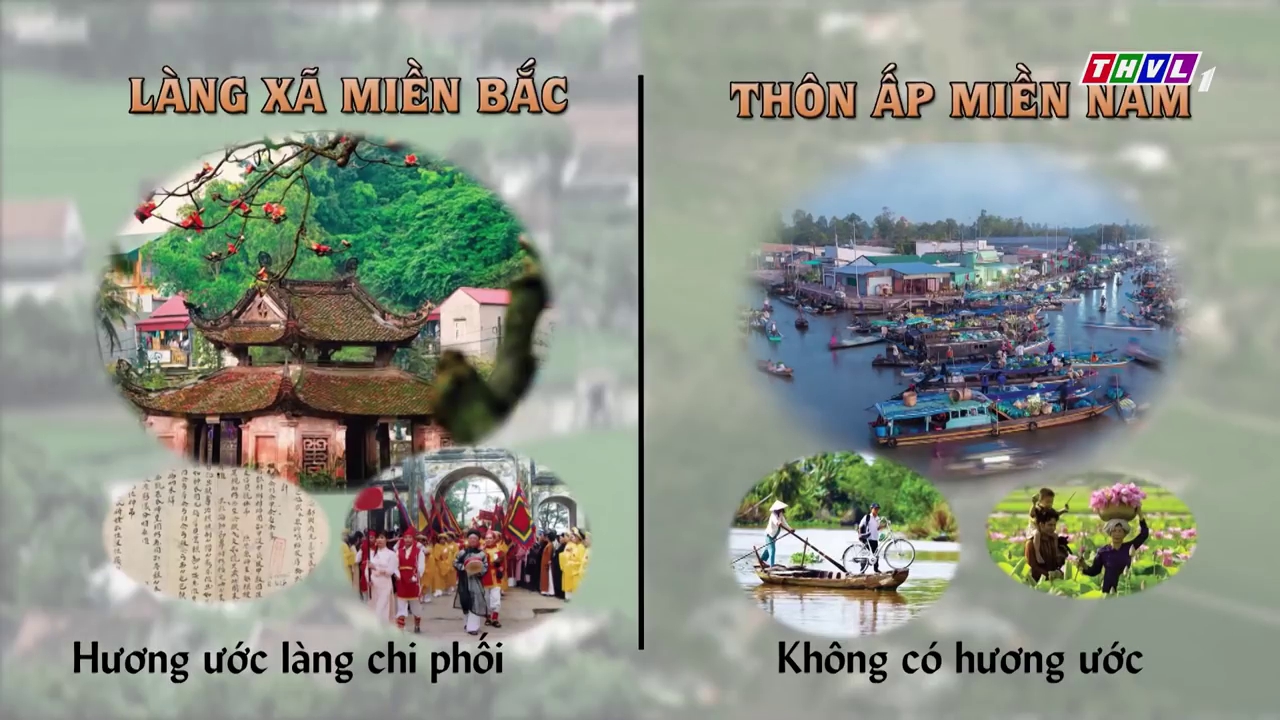 LÀNG XÃ MIỀN BẮC
THÔN ẤP MIỀN NAM
THVL1
Hương ước làng chi phối
Không có hương ước